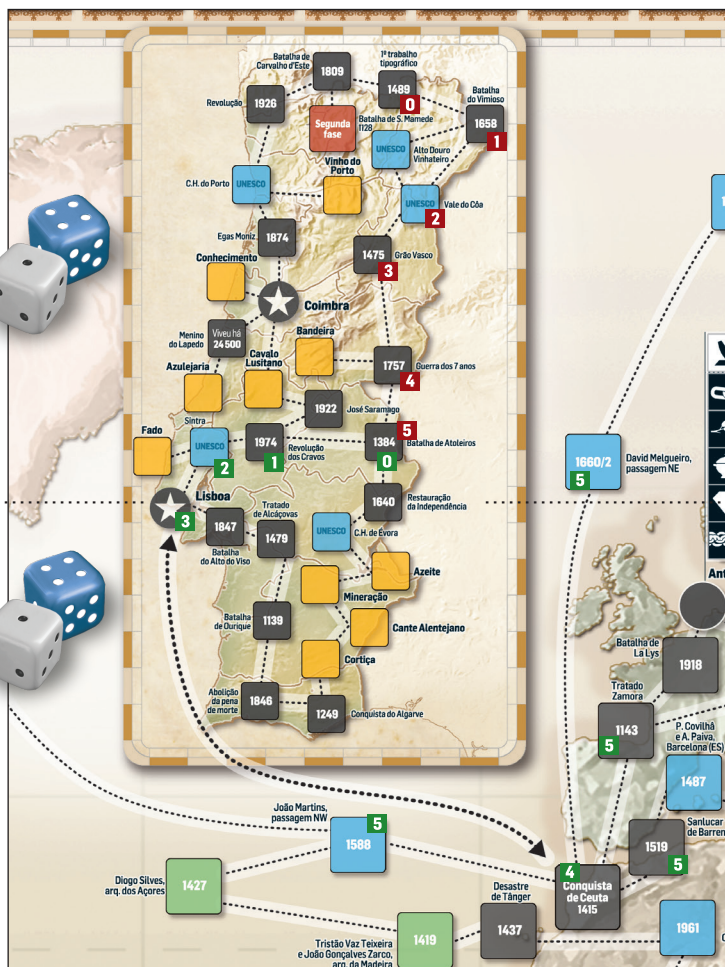 Batalha de
Carvalho d'Este
1809
1º trabalho
tipográfico
1489
0
Batalha
do Vimioso
1658
1
Revolução
1926
Segunda
fase
Batalha de S. Mamede
1128
UNESCO
Alto Douro
Vinhateiro
Vinho do
Porto
C.H. do Porto
UNESCO
UNESCO
2
Vale do Côa
Egas Moniz
1874
1475
3
Grão Vasco
Conhecimento
Coimbra
Menino
do Lapedo
Viveu há
24 500
Bandeira
Cavalo
Lusitano
1757
4
Guerra dos 7 anos
Azulejaria
1922
José Saramago
Fado
Sintra
UNESCO
2
1974
1
Revolução
dos Cravos
5
1384
0
Batalha de Atoleiros
Lisboa
3
1640
Restauração
da Independência
1847
Batalha
do Alto do Viso
Tratado
de Alcáçovas
1479
UNESCO
C.H. de Évora
Azeite
Mineração
Batalha
de Ourique
1139
Cante Alentejano
Cortiça
Abolição
da pena
de morte
1846
1249
Conquista do Algarve
1660/2
5
David Melgueiro,
passagem NE
Ant
Batalha de
La Lys
1918
Tratado
Zamora
1143
5
P. Covilhã
e A. Paiva,
Barcelona (ES)
1487
Sanlucar
de Barren
1519
5
João Martins,
passagem NW
1588
5
4
Conquista
de Ceuta
1415
Diogo Silves,
arq. dos Açores
1427
Desastre
de Tânger
1437
1961
Tristão Vaz Teixeira
e João Gonçalves Zarco,
arq. da Madeira
1419